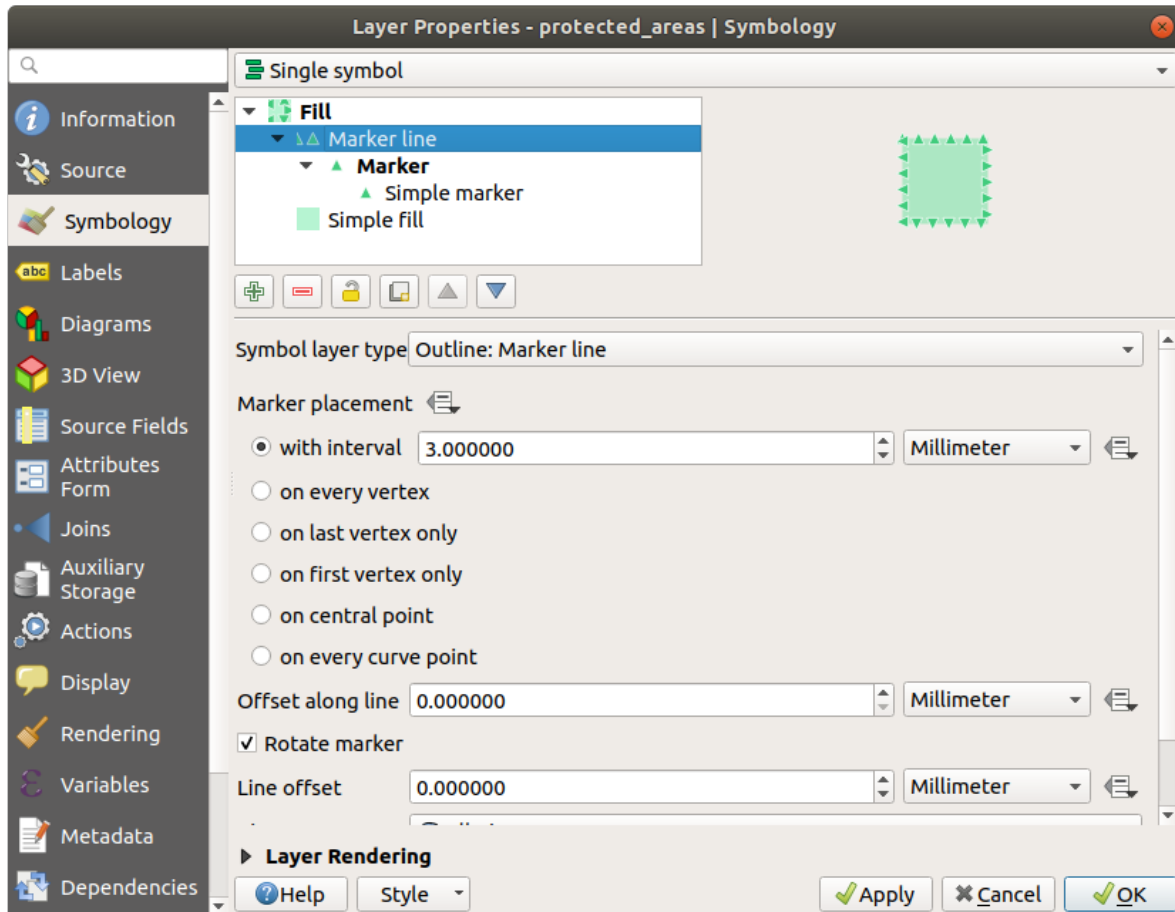 Layer Properties - protected_areas | Symbology
Single symbol
Information
Source
Symbology
Labels
Diagrams
3D View
Source Fields
Attributes
Form
Joins
Auxiliary
Storage
Actions
Display
Rendering
Variables
Metadata
Dependencies
Fill
Marker line
Marker
Simple marker
Simple fill
Symbol layer type Outline: Marker line
Marker placement
with interval 3.000000 Millimeter
on every vertex
on last vertex only
on first vertex only
on central point
on every curve point
Offset along line 0.000000 Millimeter
Rotate marker
Line offset 0.000000 Millimeter
Layer Rendering
Help Style Apply Cancel OK
abc